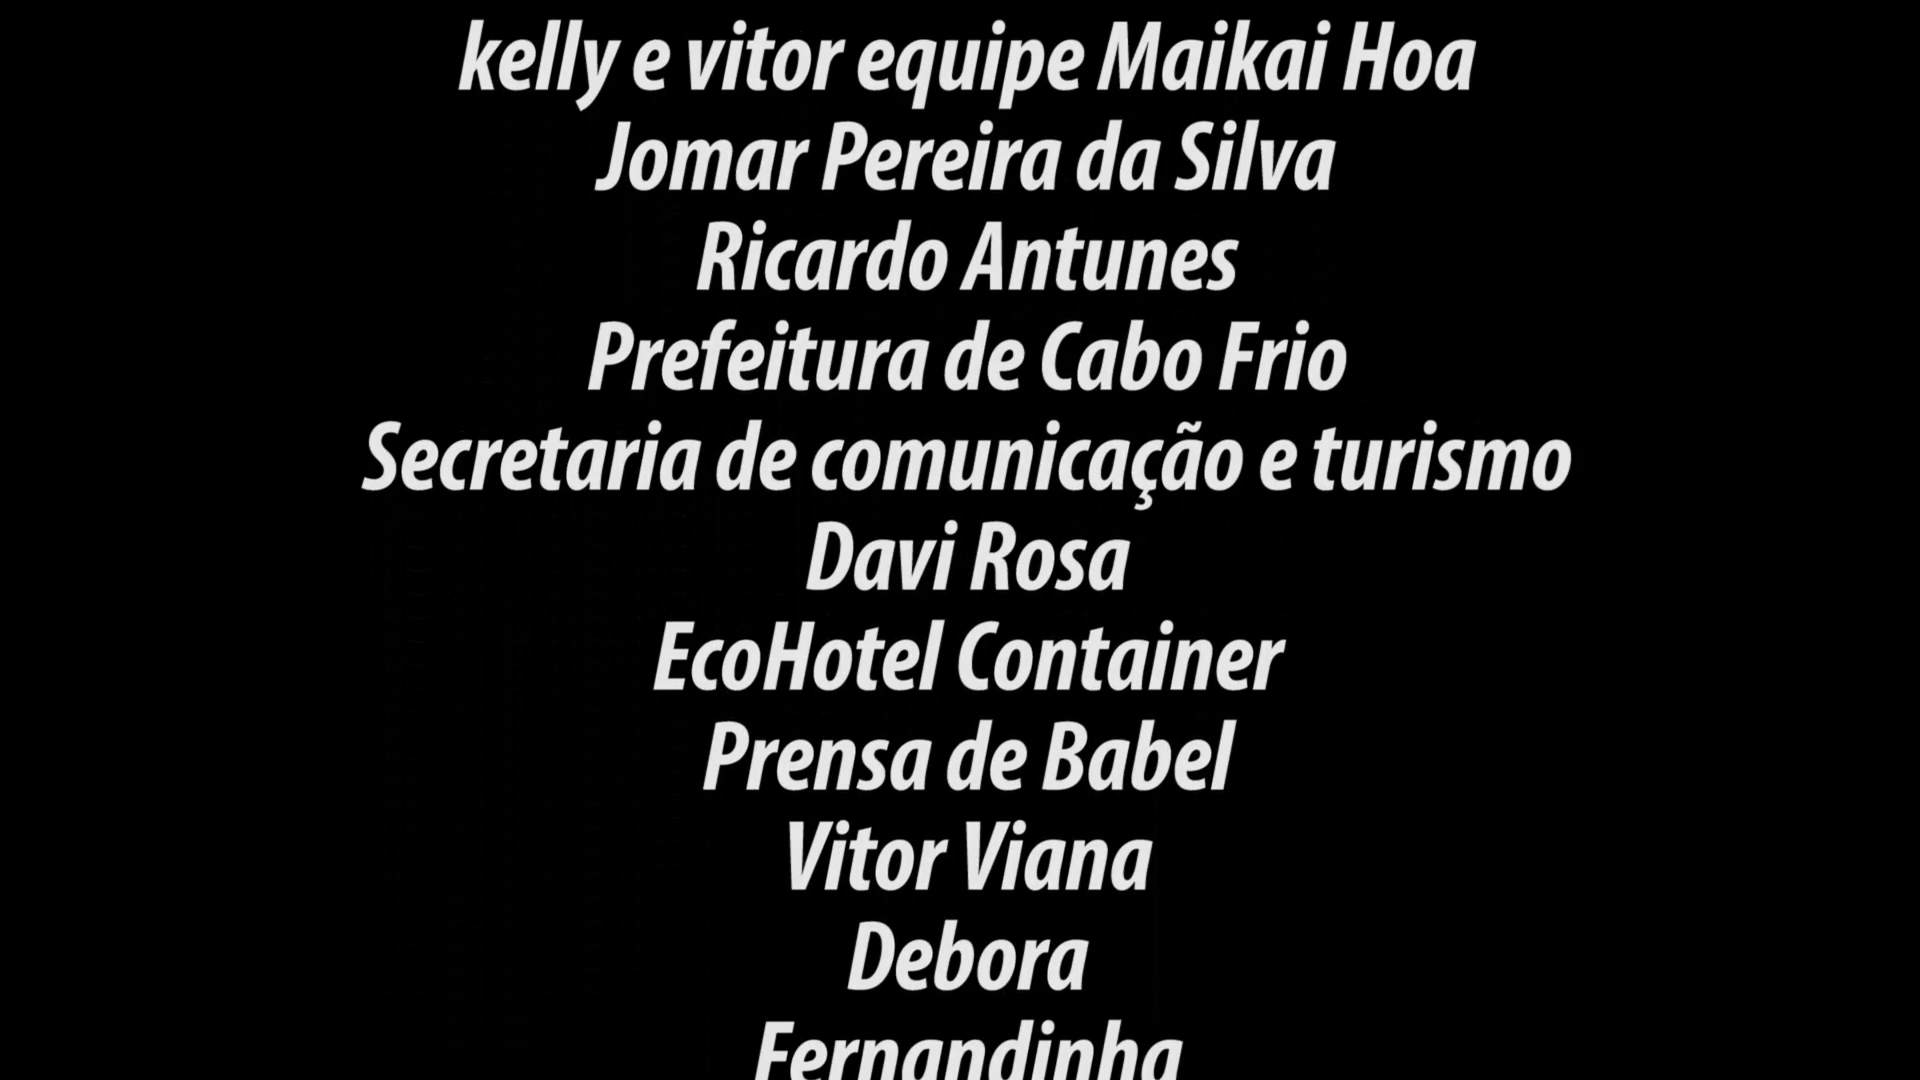 kelly e vitor equipe Maikai Hoa
Jomar Pereira da Silva
Ricardo Antunes
Prefeitura de Cabo Frio
Secretaria de comunicação e turismo
Davi Rosa
EcoHotel Container
Prensa de Babel
Vitor Viana
Debora
Fernandinha